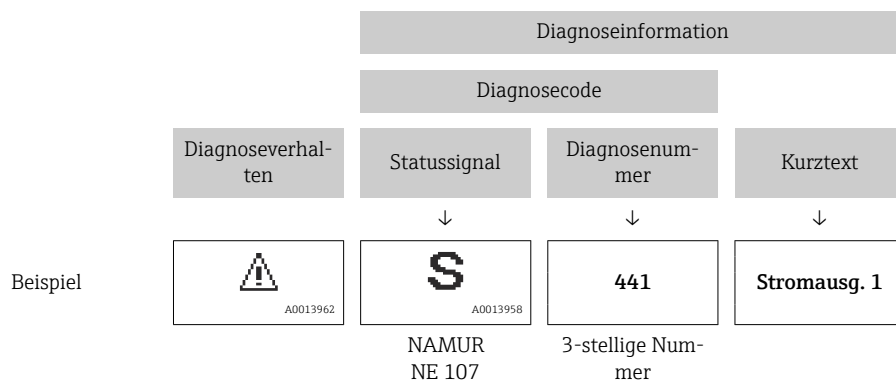 Diagnoseinformation
Diagnosecode
Diagnoseverhal-
ten
Statussignal
Diagnosenum-
mer
Kurztext
↓ ↓ ↓
Beispiel
A0013962
S
A0013958
441
Stromausg. 1
NAMUR
NE 107
3-stellige Num-
mer